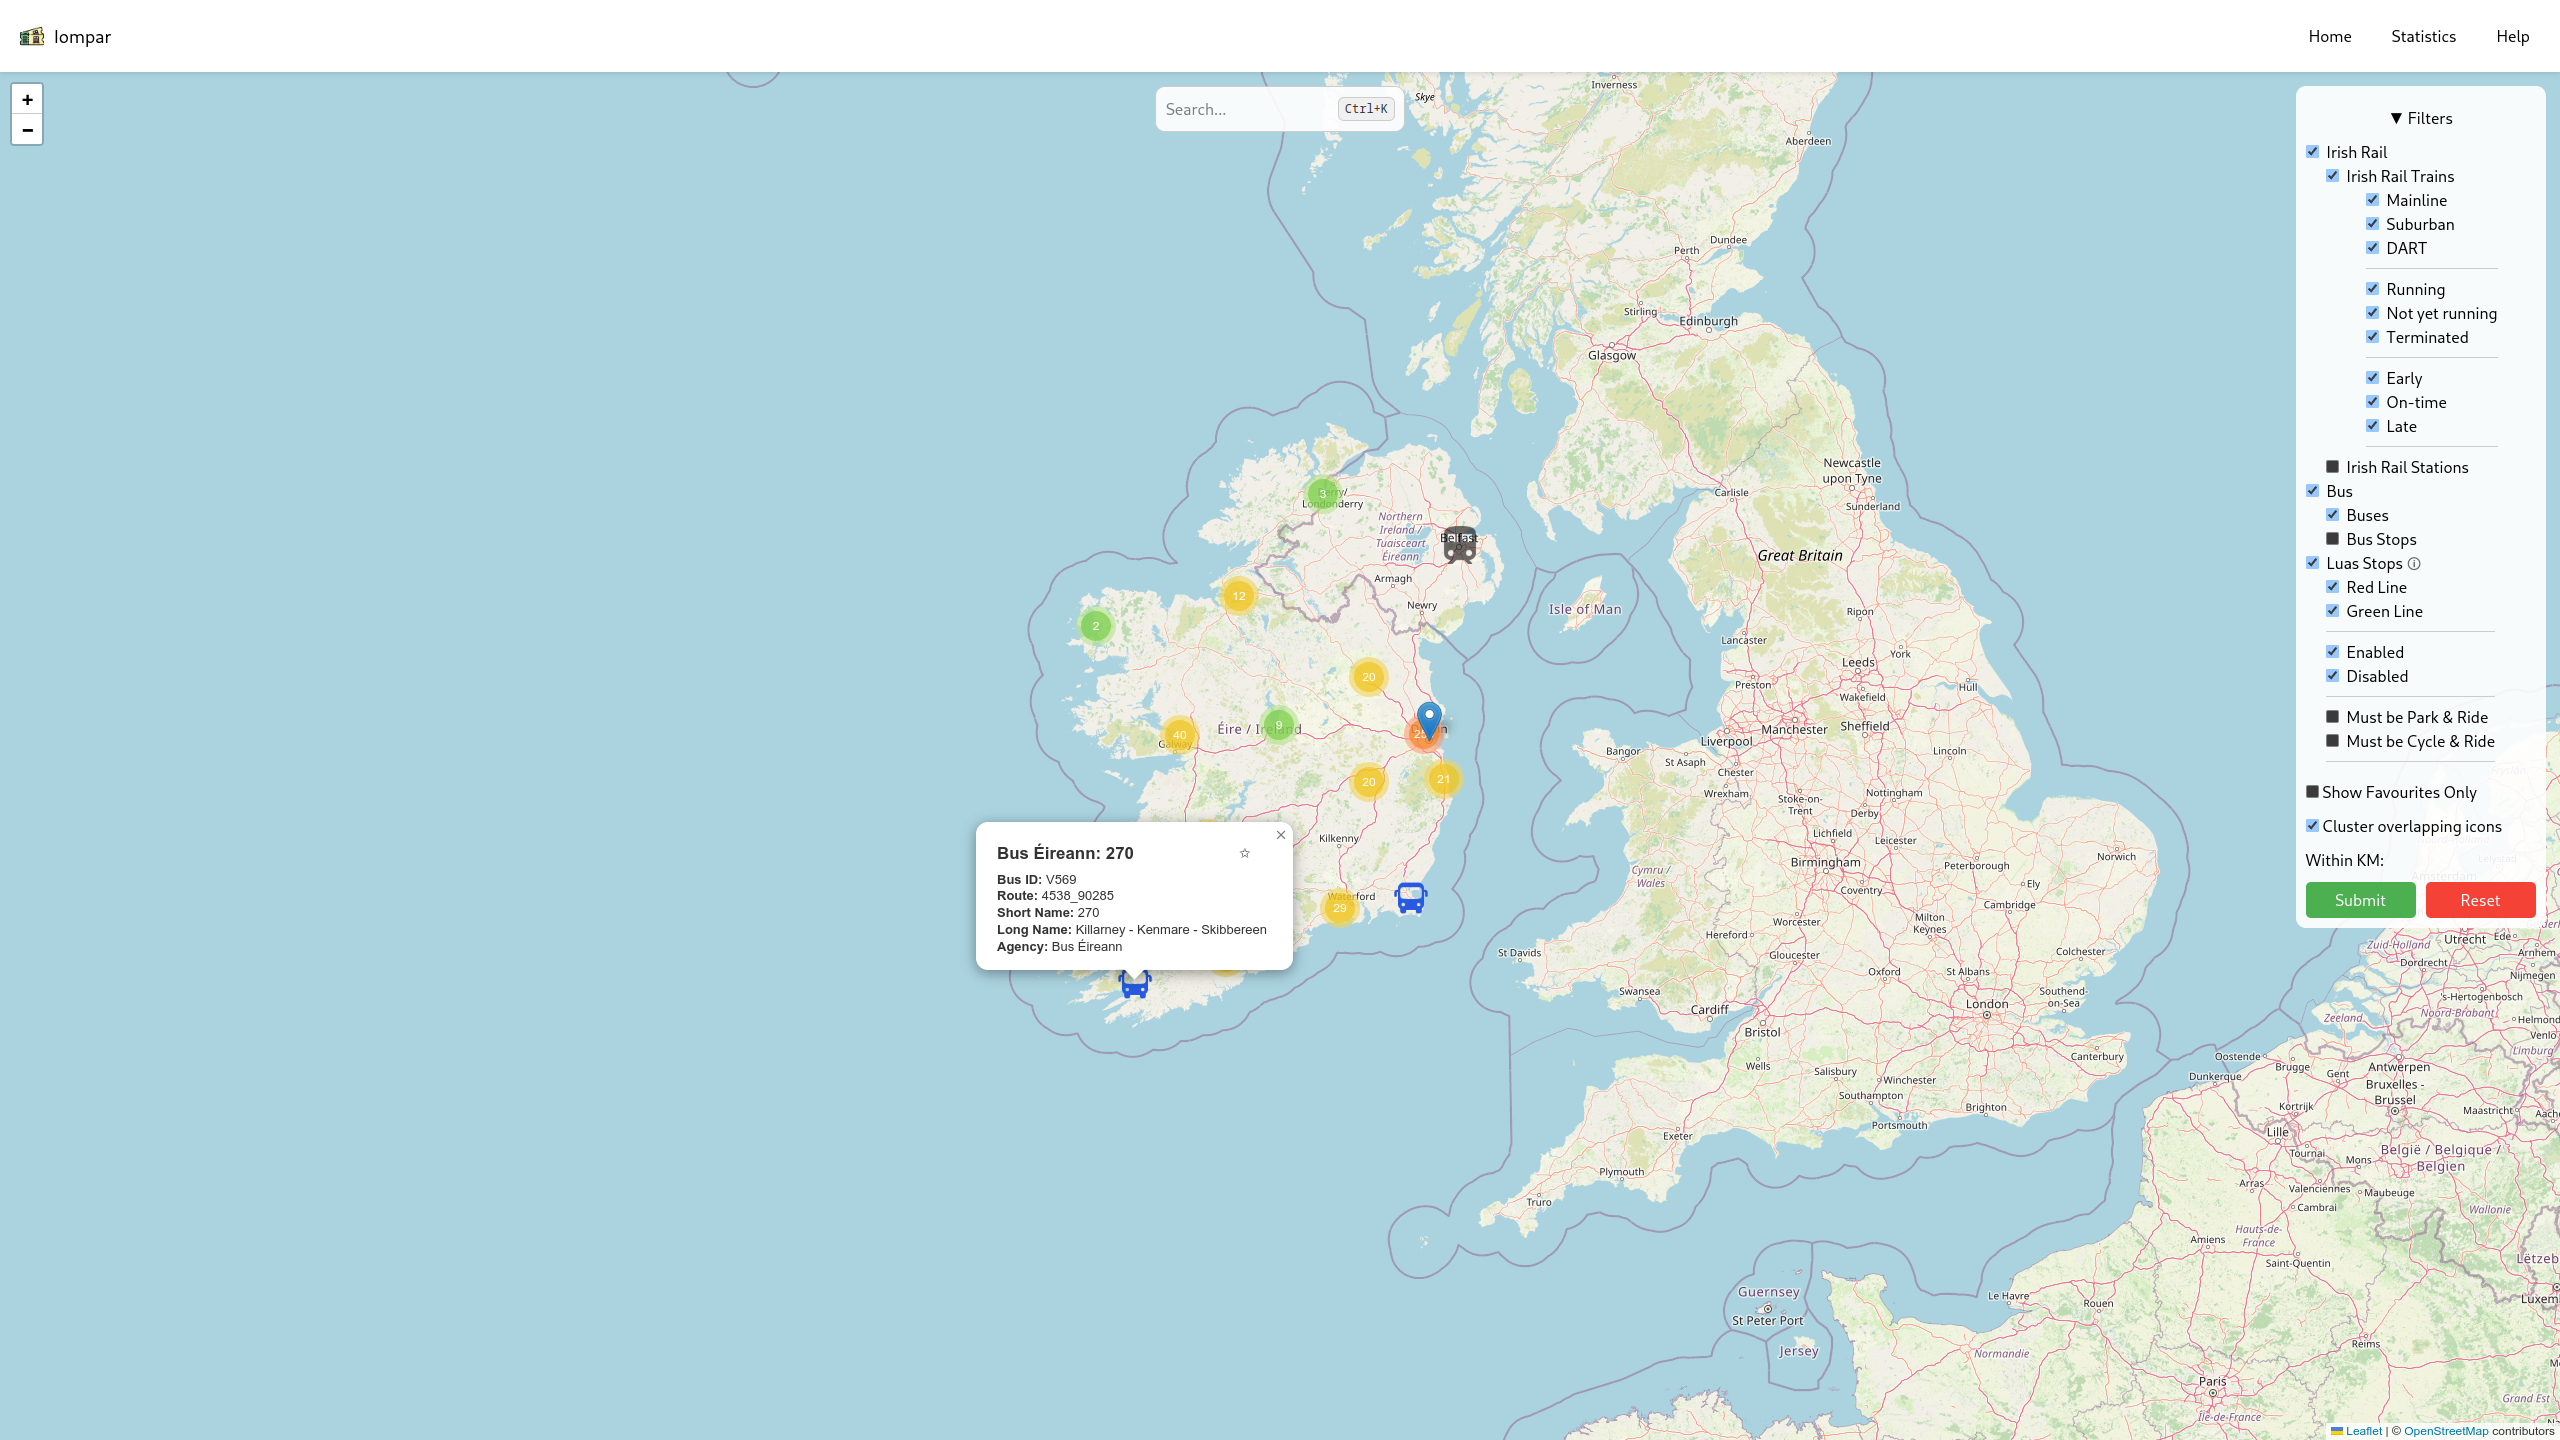 Iompar
Home
Statistics
Help
+
−
Search...
Ctrl+K
▼ Filters
Irish Rail
Irish Rail Trains
Mainline
Suburban
DART
Running
Not yet running
Terminated
Early
On-time
Late
Irish Rail Stations
Bus
Buses
Bus Stops
Luas Stops
Red Line
Green Line
Enabled
Disabled
Must be Park & Ride
Must be Cycle & Ride
Show Favourites Only
Cluster overlapping icons
Within KM:
Submit
Reset
Bus Éireann: 270
Bus ID: V569
Route: 4538_90285
Short Name: 270
Long Name: Killarney - Kenmare - Skibbereen
Agency: Bus Éireann
×
Inverness
Skye
Aberdeen
Dundee
Perth
Stirling
Edinburgh
Glasgow
Newcastle
upon Tyne
Carlisle
Sunderland
3
Londonderry
Northern
Ireland /
Tuaisceart
Éireann
Great Britain
Armagh
12
Newry
Isle of Man
Ripon
2
Lancaster
York
Leeds
20
Preston
Hull
Wakefield
9
Éire / Ireland
40
Galway
Sheffield
Manchester
Liverpool
Bangor
Lincoln
St Asaph
Chester
20
21
Wrexham
Nottingham
Stoke-on-
Trent
Derby
Kilkenny
Lichfield
Leicester
Norwich
Birmingham
Peterborough
Cymru /
Wales
Ely
Coventry
29
Waterford
Cambridge
Worcester
Milton
Keynes
Hereford
St Davids
Gloucester
Colchester
Oxford
St Albans
Swansea
Southend-
on-Sea
London
Cardiff
Bristol
Canterbury
Wells
Salisbury
Winchester
Southampton
Brighton
Portsmouth
Exeter
Plymouth
Truro
Guernsey
St Peter Port
Jersey
Amsterdam
Leiystad
Utrecht
Ede
Zuid-Holland
Arnhem
Dordrecht
Nijmegen
's-Hertogenbosch
Noord-Brabant
Zeeland
Helmond
Venlo
Limburg
Oostende
Brugge
Gent
Antwerpen
Dunkerque
Bruxelles -
Brussel
Kortrijk
Maastricht
Lille
Tournai
België / Belgique /
Belgien
Mons
Arras
Valenciennes
Maubeuge
Cambrai
Wallonie
Hauts-de-
France
Amiens
Saint-Quentin
Lëtzeb
Luxem
Le Havre
Rouen
Reims
Normandie
Paris
Île-de-France
Grand Est
Leaflet | © OpenStreetMap contributors